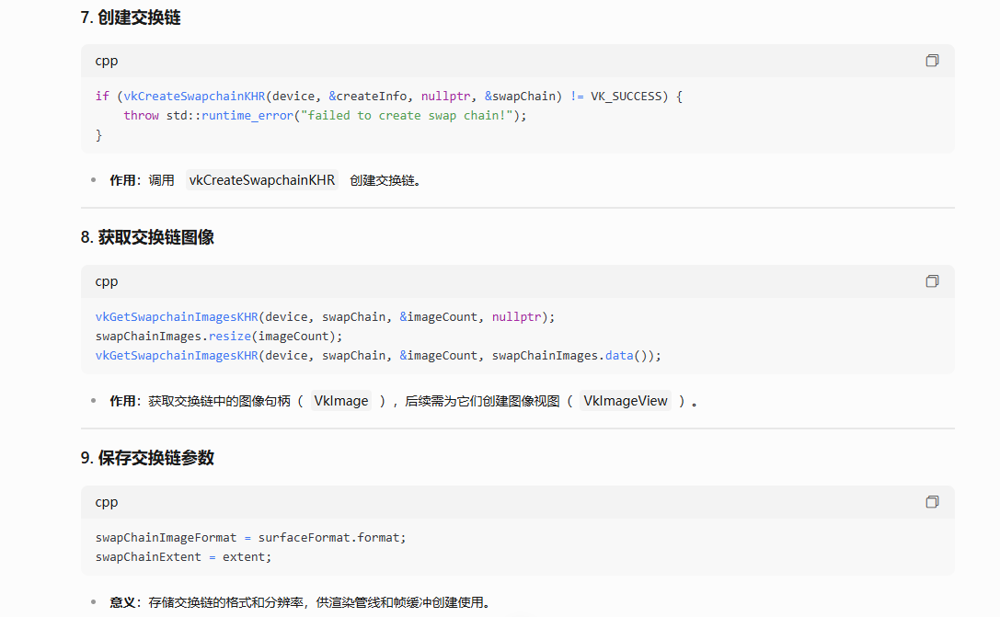 7. 创建交换链
cpp
if (vkCreateSwapchainKHR(device, &createInfo, nullptr, &swapChain) != VK_SUCCESS) {
    throw std::runtime_error("failed to create swap chain!");
}
• 作用：调用 vkCreateSwapchainKHR 创建交换链。
8. 获取交换链图像
cpp
vkGetSwapchainImagesKHR(device, swapChain, &imageCount, nullptr);
swapChainImages.resize(imageCount);
vkGetSwapchainImagesKHR(device, swapChain, &imageCount, swapChainImages.data());
• 作用：获取交换链中的图像句柄（ VkImage ），后续需为它们创建图像视图（ VkImageView ）。
9. 保存交换链参数
cpp
swapChainImageFormat = surfaceFormat.format;
swapChainExtent = extent;
• 意义：存储交换链的格式和分辨率，供渲染管线和帧缓冲创建使用。